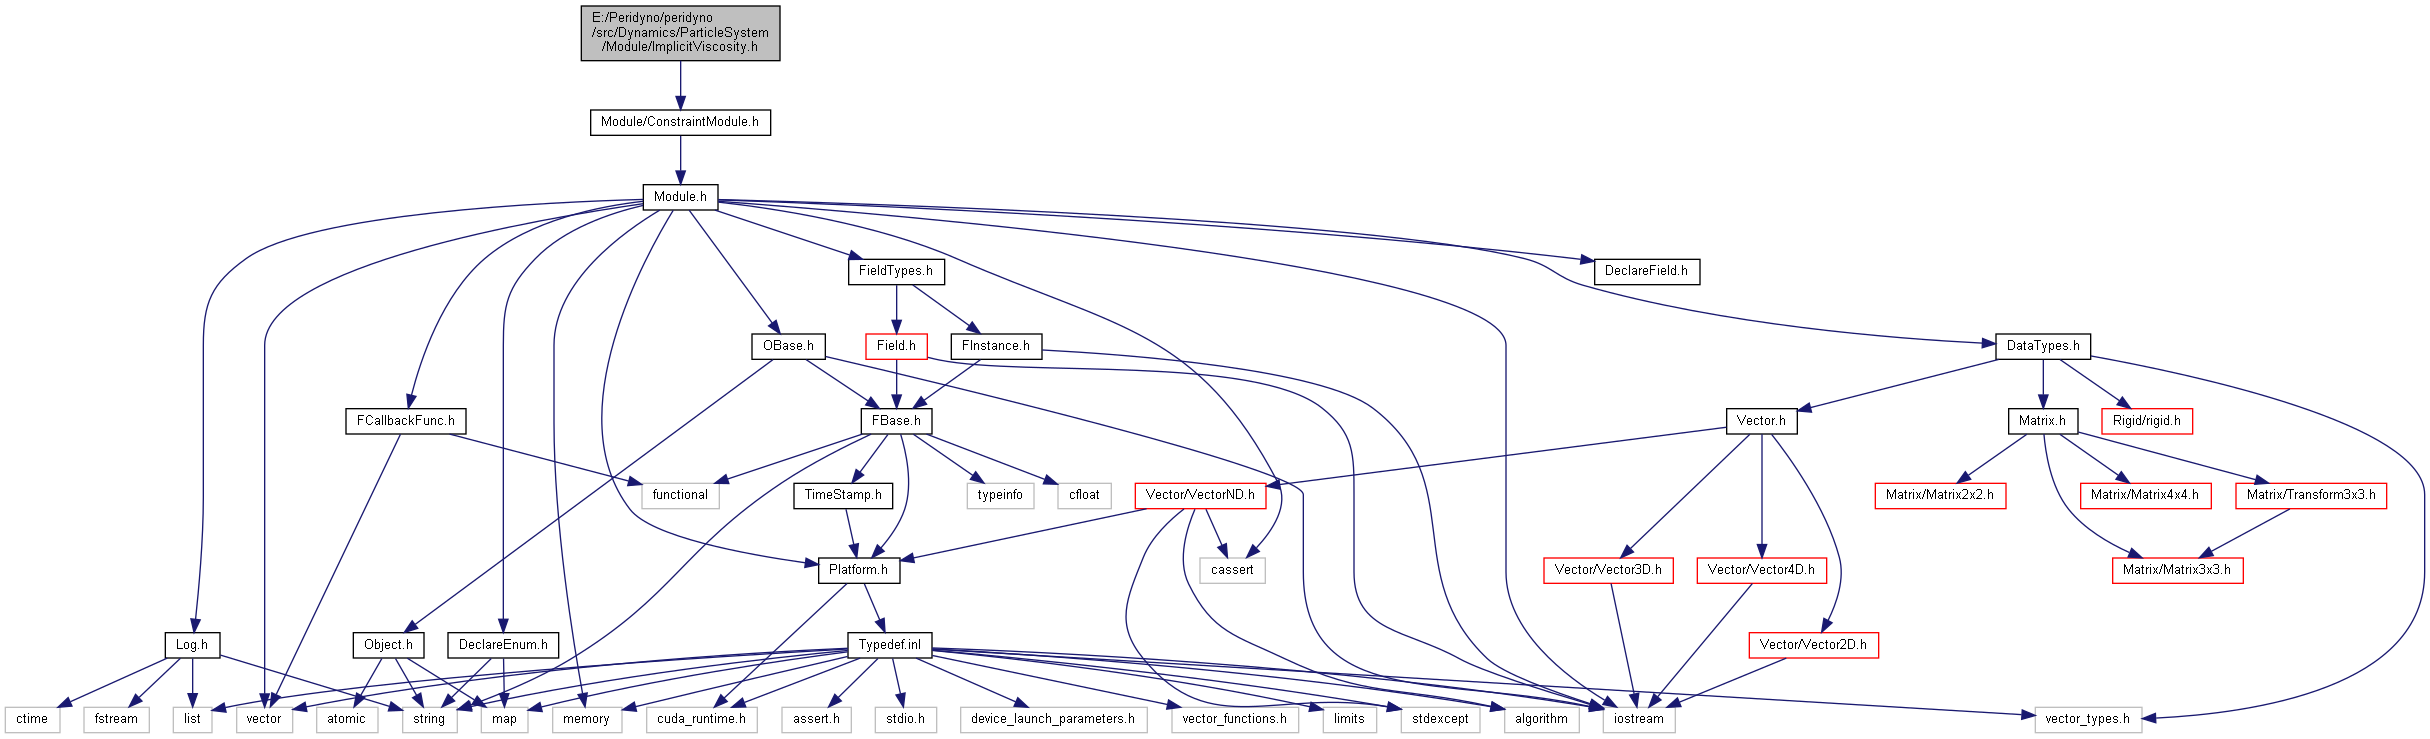 E:/Peridyno/peridyno
/src/Dynamics/ParticleSystem
/Module/ImplicitViscosity.h
Module/ConstraintModule.h
Module.h
FieldTypes.h
DeclareField.h
OBase.h
Field.h
FInstance.h
DataTypes.h
FCallbackFunc.h
FBase.h
Vector.h
Matrix.h
Rigid/rigid.h
functional
TimeStamp.h
typeinfo
cfloat
Vector/VectorND.h
Matrix/Matrix2x2.h
Matrix/Matrix4x4.h
Matrix/Transform3x3.h
Platform.h
cassert
Vector/Vector3D.h
Vector/Vector4D.h
Matrix/Matrix3x3.h
Log.h
Object.h
DeclareEnum.h
Typedef.inl
Vector/Vector2D.h
ctime
fstream
list
vector
atomic
string
map
memory
cuda_runtime.h
assert.h
stdio.h
device_launch_parameters.h
vector_functions.h
limits
stdexcept
algorithm
iostream
vector_types.h